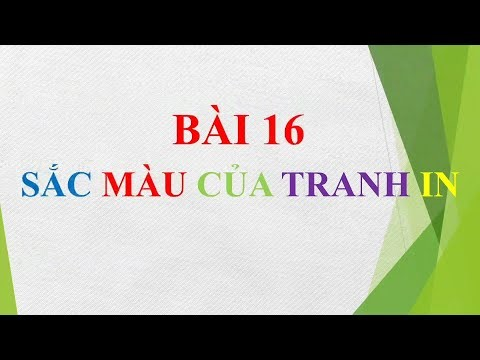 BÀI 16
SẮC MÀU CỦA TRANH IN